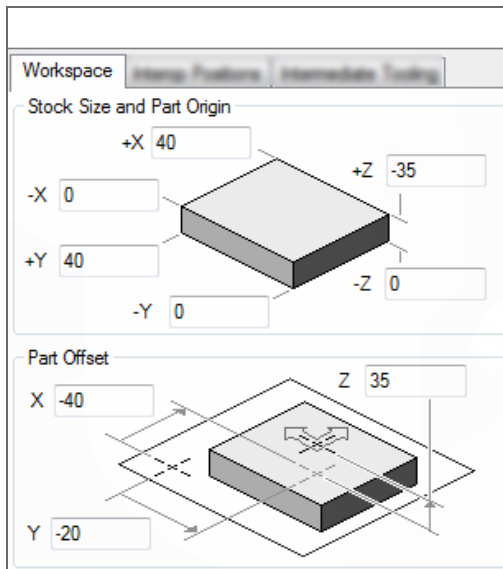 Workspace
Stock Size and Part Origin
+X 40
+Z -35
-X 0
+Y 40
-Z 0
-Y 0
Part Offset
Z 35
X -40
Y -20